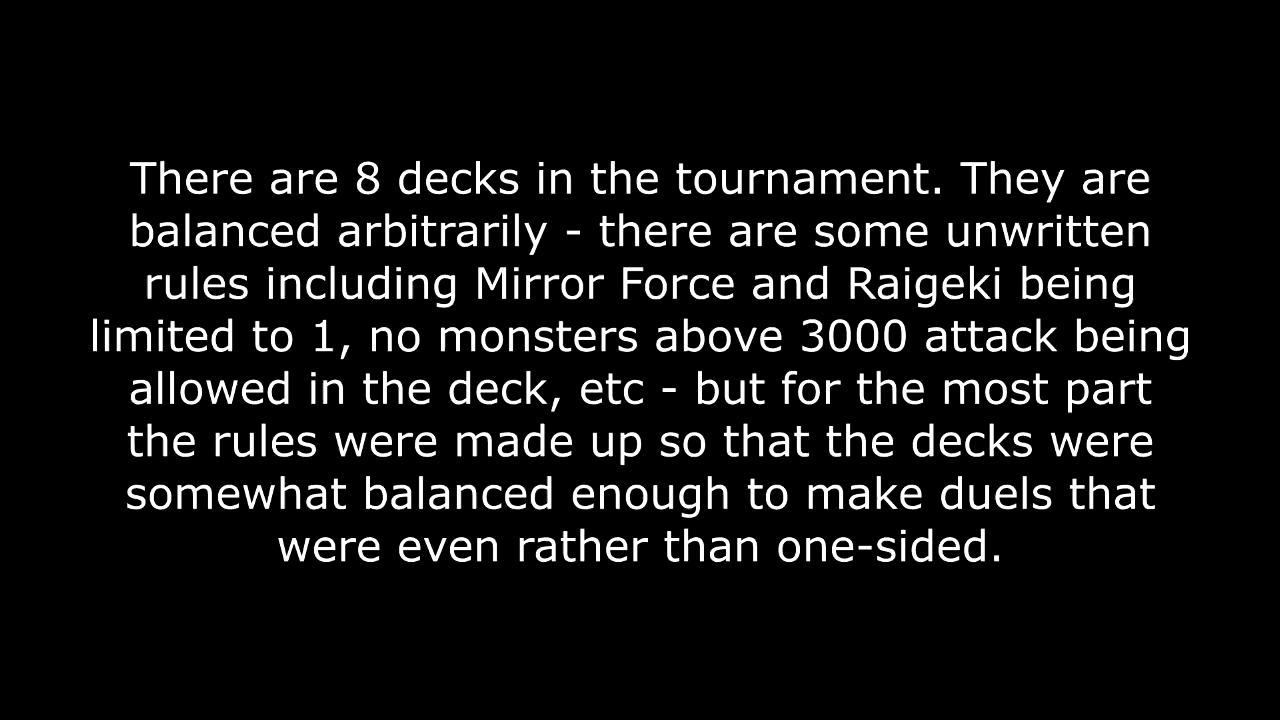 There are 8 decks in the tournament. They are
balanced arbitrarily - there are some unwritten
rules including Mirror Force and Raigeki being
limited to 1, no monsters above 3000 attack being
allowed in the deck, etc - but for the most part
the rules were made up so that the decks were
somewhat balanced enough to make duels that
were even rather than one-sided.